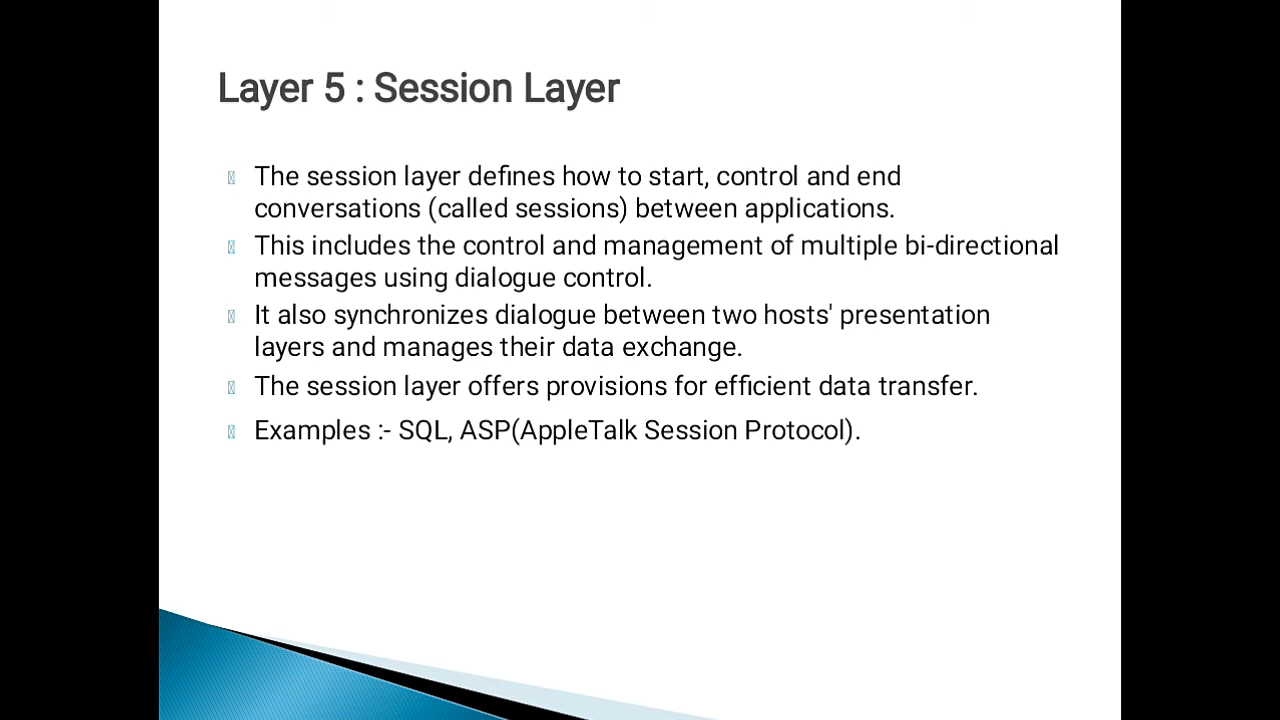 Layer 5 : Session Layer
The session layer defines how to start, control and end
conversations (called sessions) between applications.
This includes the control and management of multiple bi-directional
messages using dialogue control.
It also synchronizes dialogue between two hosts' presentation
layers and manages their data exchange.
The session layer offers provisions for efficient data transfer.
Examples :- SQL, ASP(AppleTalk Session Protocol).